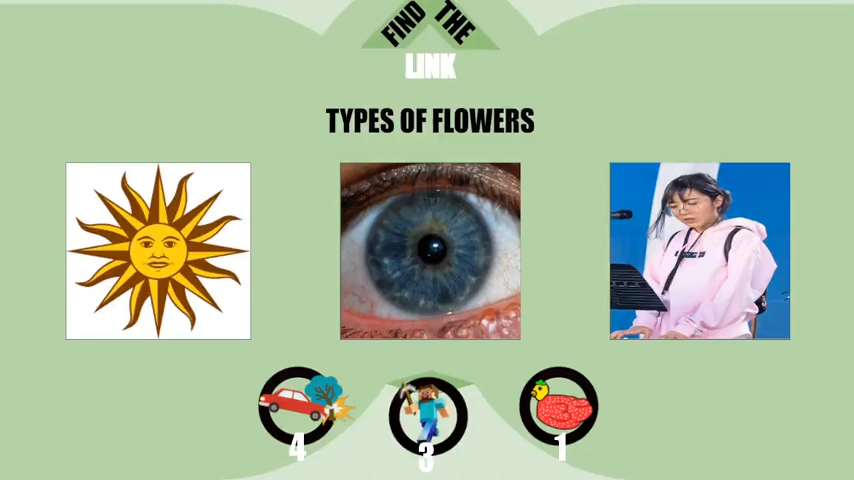 FIND THE
LINK
TYPES OF FLOWERS
4
3
1